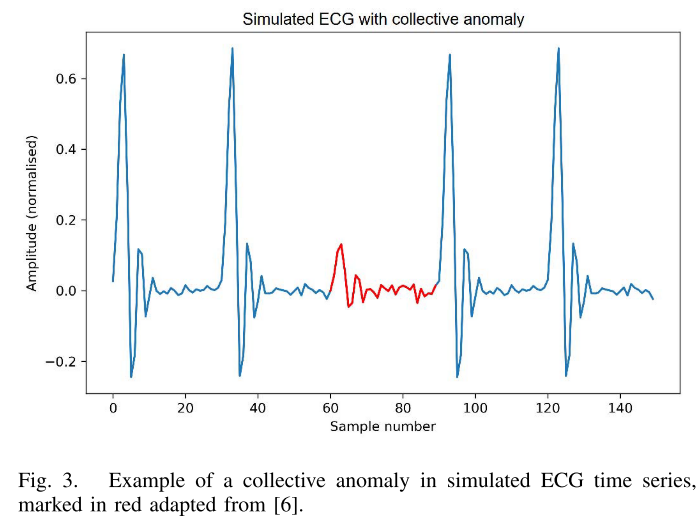 Simulated ECG with collective anomaly
Amplitude (normalised)
0.6
0.4
0.2
0.0
−0.2
0 20 40 60 80 100 120 140
Sample number
Fig. 3. Example of a collective anomaly in simulated ECG time series,
marked in red adapted from [6].